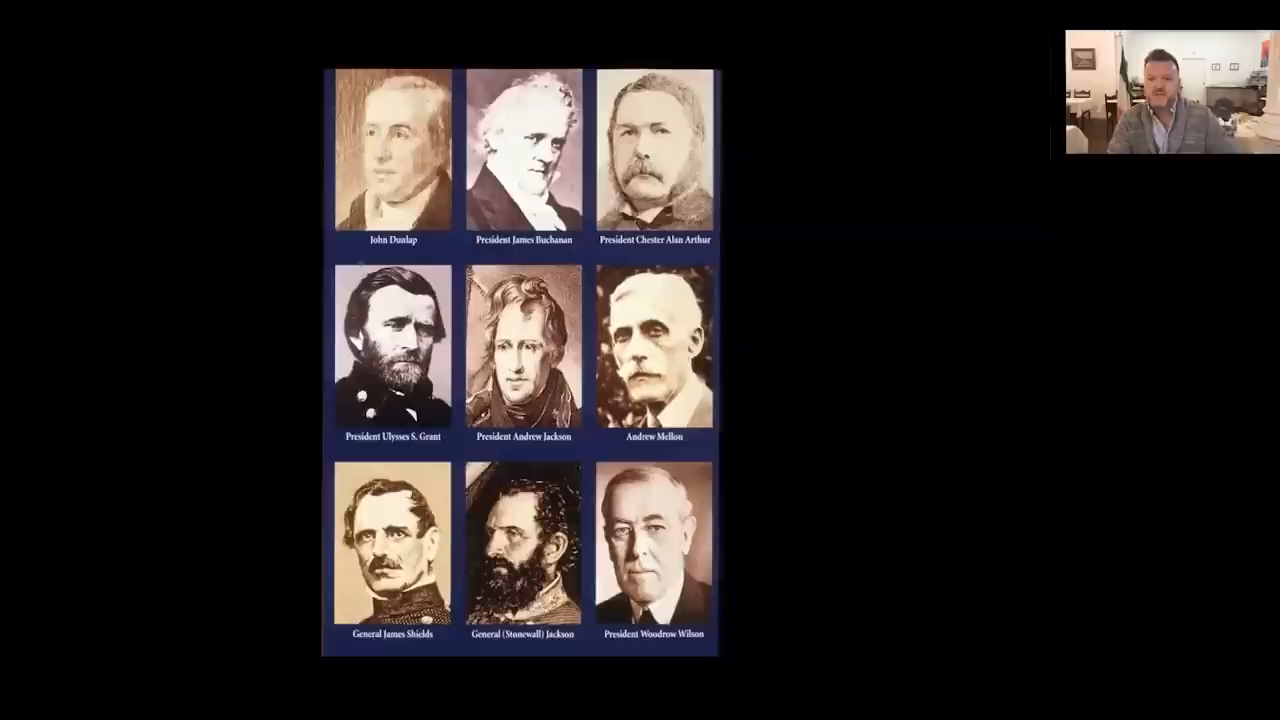 John Dunlap
President James Buchanan
President Chester Alan Arthur
President Ulysses S. Grant
President Andrew Jackson
Andrew Mellon
General James Shields
General (Stonewall) Jackson
President Woodrow Wilson